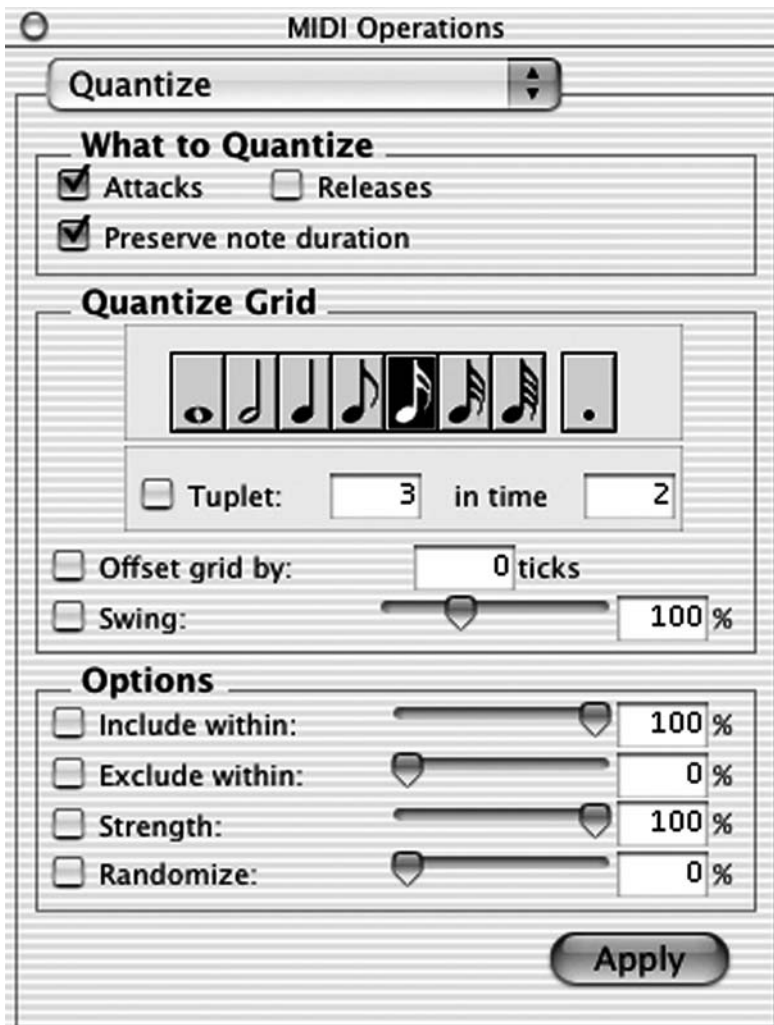 MIDI Operations
Quantize
What to Quantize
Attacks Releases
Preserve note duration
Quantize Grid
Tuplet: 3 in time 2
Offset grid by: 0 ticks
Swing: 100 %
Options
Include within: 100 %
Exclude within: 0 %
Strength: 100 %
Randomize: 0 %
Apply